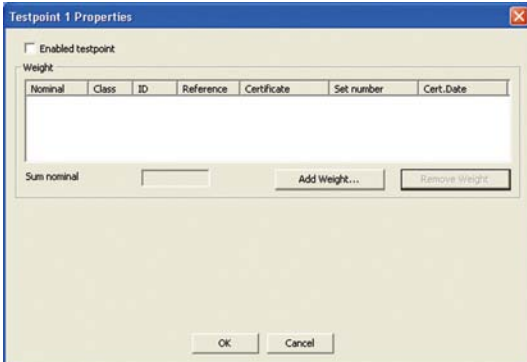 Testpoint 1 Properties
Enabled testpoint
Weight
Nominal Class ID Reference Certificate Set number Cert.Date
Sum nominal Add Weight... Remove Weight
OK Cancel